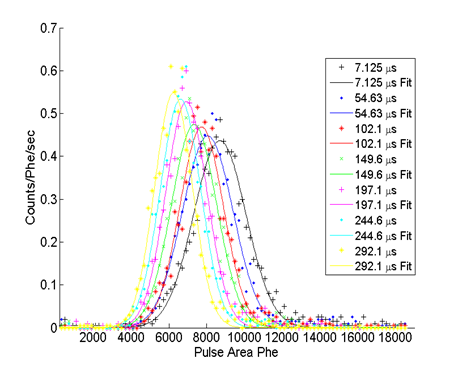 0.7
0.6
0.5
0.4
0.3
0.2
0.1
0
Counts/Phe/sec
2000 4000 6000 8000 10000 12000 14000 16000 18000
Pulse Area Phe
7.125 μs
7.125 μs Fit
54.63 μs
54.63 μs Fit
102.1 μs
102.1 μs Fit
149.6 μs
149.6 μs Fit
197.1 μs
197.1 μs Fit
244.6 μs
244.6 μs Fit
292.1 μs
292.1 μs Fit